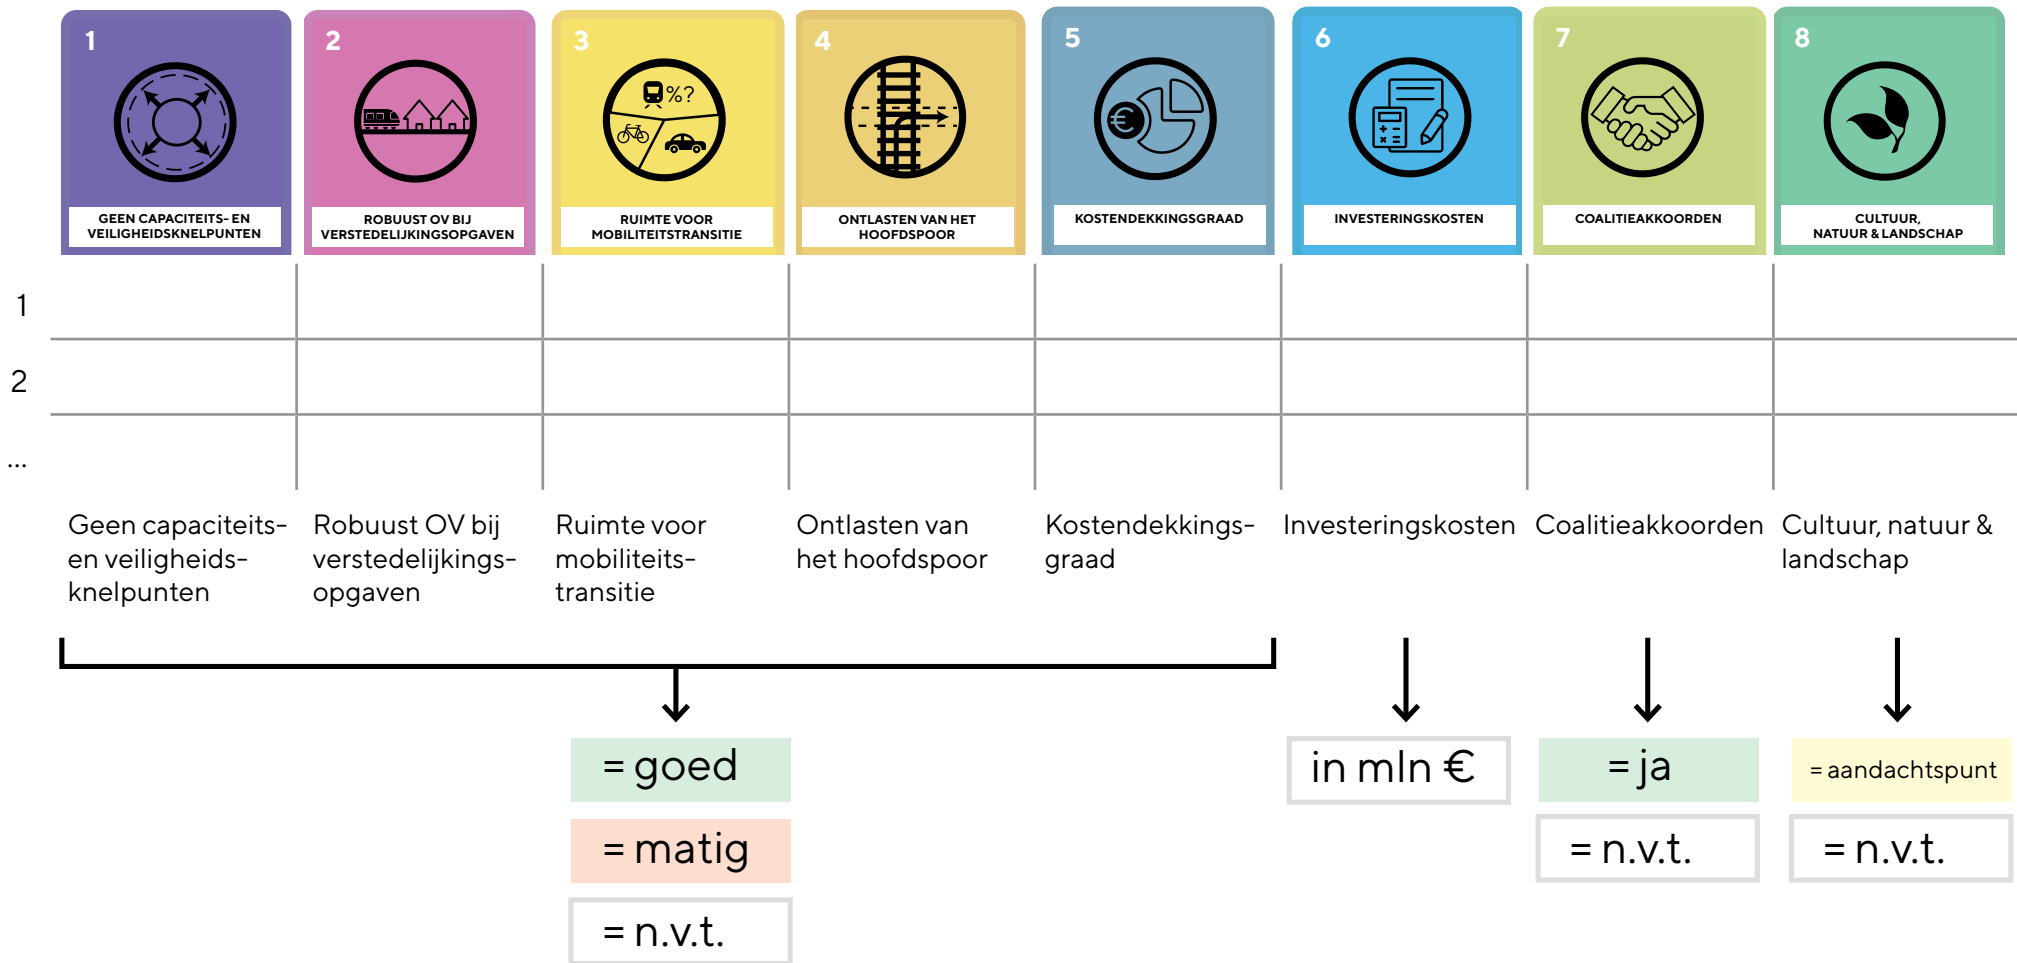 1
GEEN CAPACITEITS- EN
VEILIGHEIDSKNELPUNTEN
2
ROBUUST OV BIJ
VERSTEDELIJKINGSOPGAVEN
3
%?
RUIMTE VOOR
MOBILITEITSTRANSITIE
4
ONTLASTEN VAN HET
HOOFDSPOOR
5
€
KOSTENDEKKINGSGRAAD
6
INVESTERINGSKOSTEN
7
COALITIEAKKOORDEN
8
CULTUUR,
NATUUR & LANDSCHAP
1
2
...
Geen capaciteits-
en veiligheids-
knelpunten
Robuust OV bij
verstedelijkings-
opgaven
Ruimte voor
mobiliteits-
transitie
Ontlasten van
het hoofdspoor
Kostendekkings-
graad
Investeringskosten
Coalitieakkoorden
Cultuur, natuur &
landschap
= goed
= matig
= n.v.t.
in mln €
= ja
= n.v.t.
= aandachtspunt
= n.v.t.